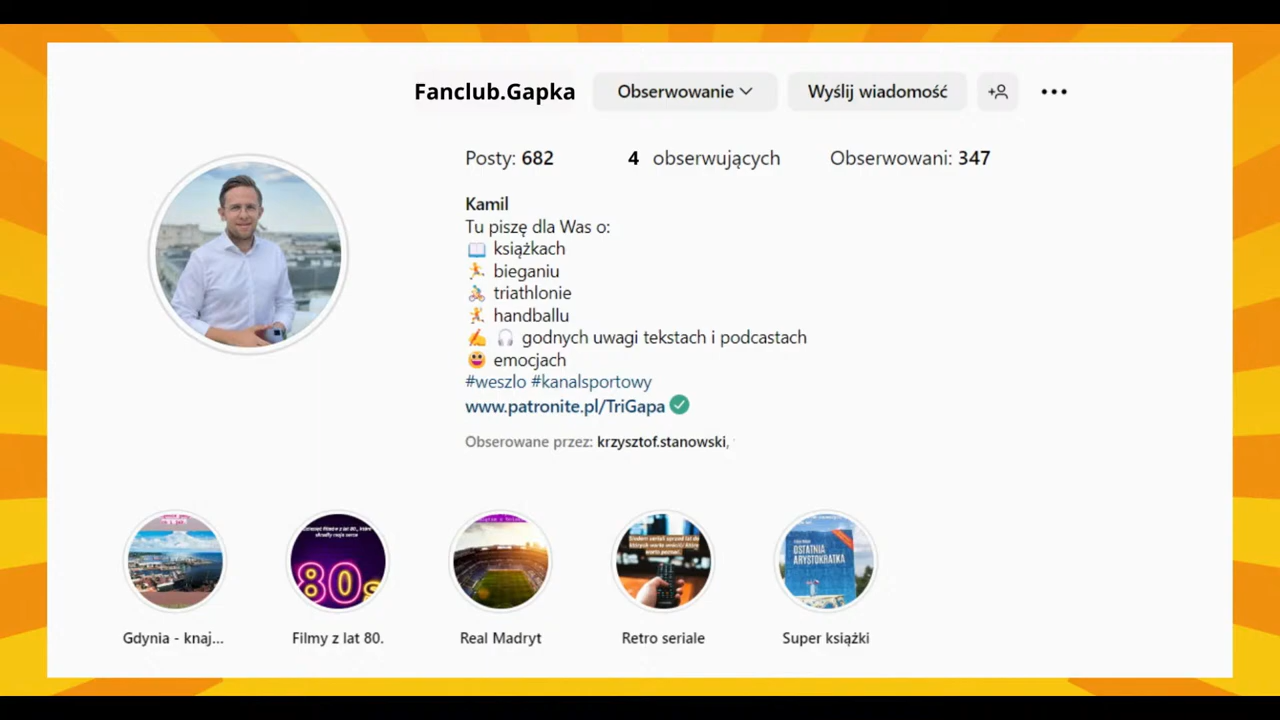 Fanclub.Gapka Obserwowanie Wyślij wiadomość
Posty: 682 4 obserwujących Obserwowani: 347
Kamil
Tu piszę dla Was o:
książkach
bieganiu
triathlonie
handballu
godnych uwagi tekstach i podcastach
emocjach
#weszlo #kanalsportowy
www.patronite.pl/TriGapa
Obserowane przez: krzysztof.stanowski,
80s
OSTATNIA
ARYSTOKRATKA
Gdynia - knaj... Filmy z lat 80. Real Madryt Retro seriale Super książki